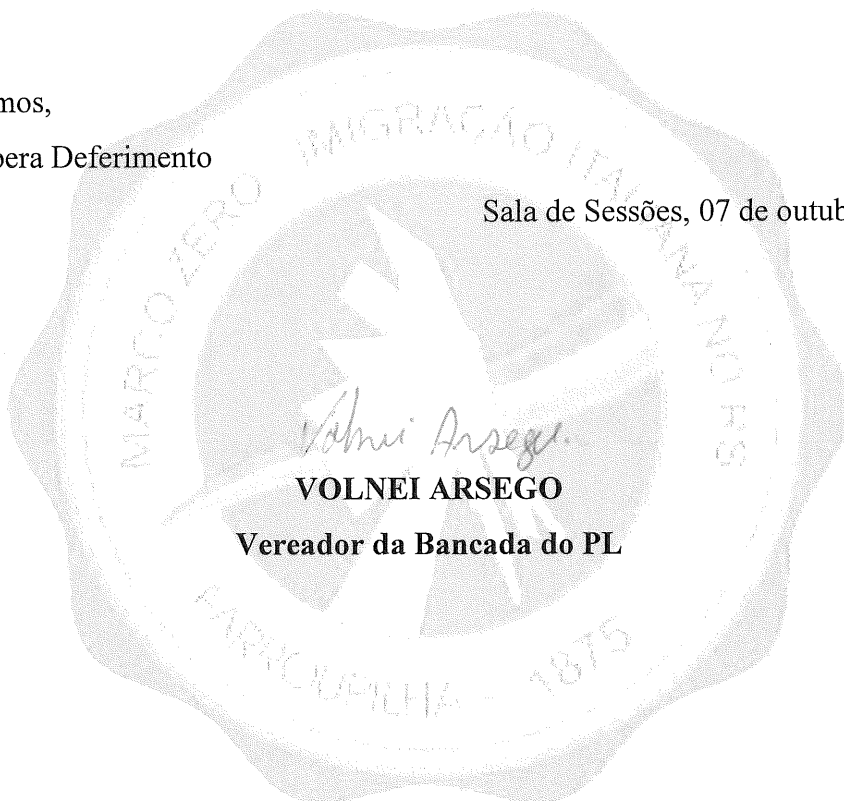 mos,
pera Deferimento
Sala de Sessões, 07 de outub
MARCO ZERO IMIGRAÇÃO ITALIANA NO RS
Volnei Arsego.
VOLNEI ARSEGO
Vereador da Bancada do PL
FARROUPILHA - 1875